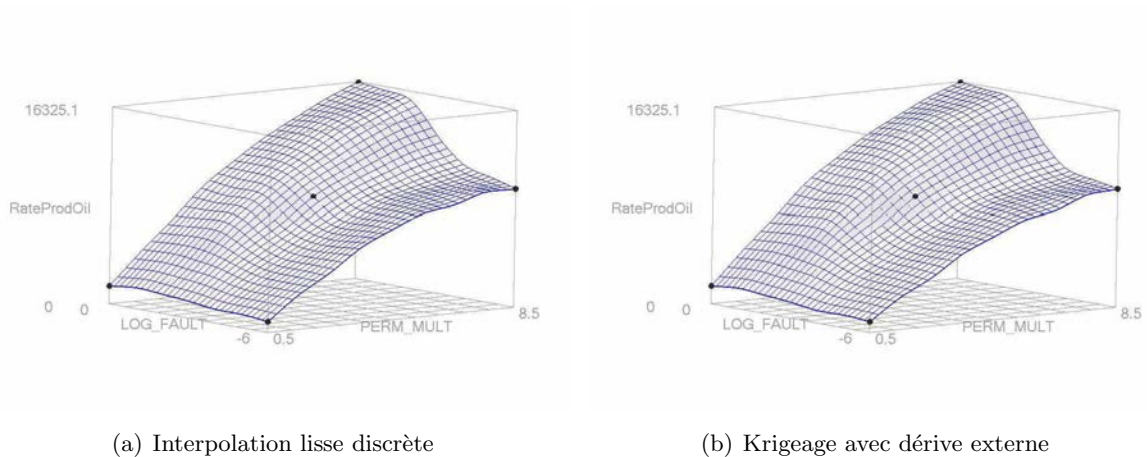 16325.1
RateProdOil
0
0
LOG_FAULT
-6
0.5
PERM_MULT
8.5
16325.1
RateProdOil
0
0
LOG_FAULT
-6
0.5
PERM_MULT
8.5
(a) Interpolation lisse discrète
(b) Krigeage avec dérive externe